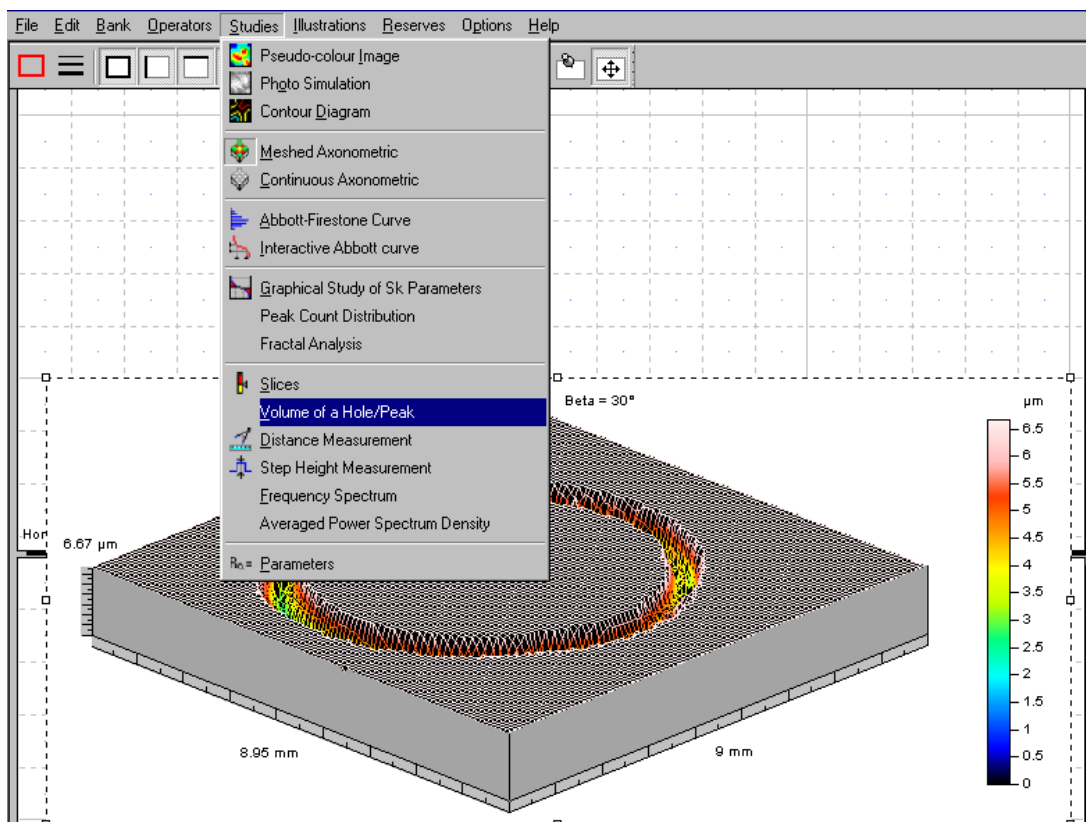 File Edit Bank Operators Studies Illustrations Reserves Options Help
Pseudo-colour Image
Photo Simulation
Contour Diagram
Meshed Axonometric
Continuous Axonometric
Abbott-Firestone Curve
Interactive Abbott curve
Graphical Study of Sk Parameters
Peak Count Distribution
Fractal Analysis
Slices
Volume of a Hole/Peak
Distance Measurement
Step Height Measurement
Frequency Spectrum
Averaged Power Spectrum Density
Parameters
Beta = 30°
µm
6.5
6
5.5
5
4.5
4
3.5
3
2.5
2
1.5
1
0.5
0
Hor
6.67 µm
8.95 mm
9 mm